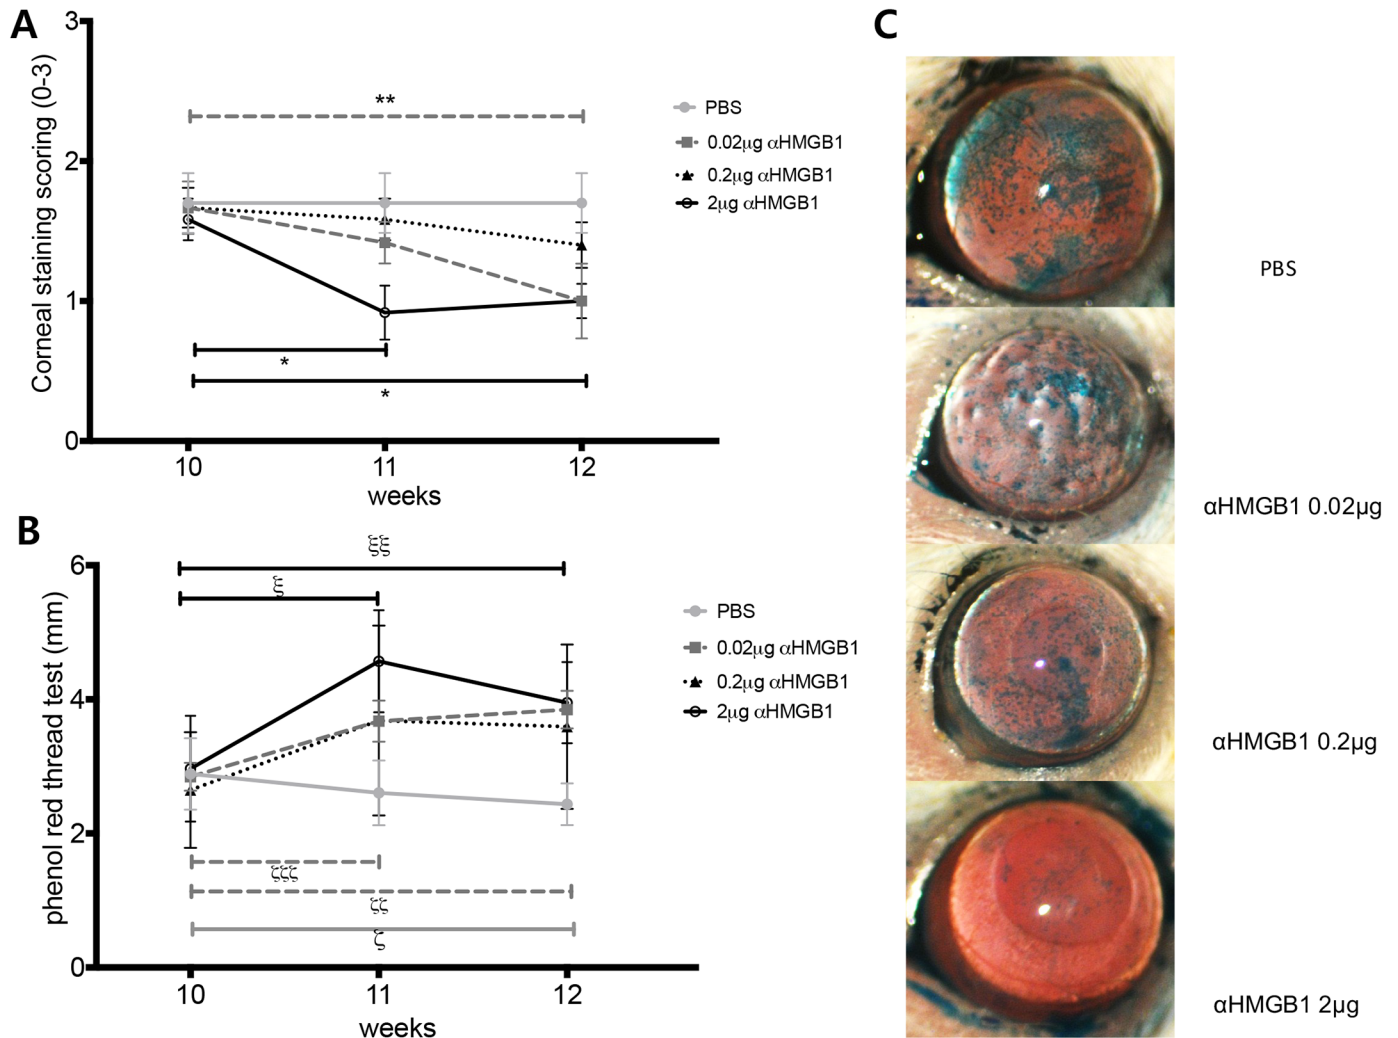 A
3
2
1
0
Corneal staining scoring (0-3)
**
*
*
10 11 12
weeks
PBS
0.02µg αHMGB1
0.2µg αHMGB1
2µg αHMGB1
B
6
4
2
0
phenol red thread test (mm)
ξξ
ξ
ζζζ
ζζ
ζ
10 11 12
weeks
PBS
0.02µg αHMGB1
0.2µg αHMGB1
2µg αHMGB1
C
PBS
αHMGB1 0.02µg
αHMGB1 0.2µg
αHMGB1 2µg